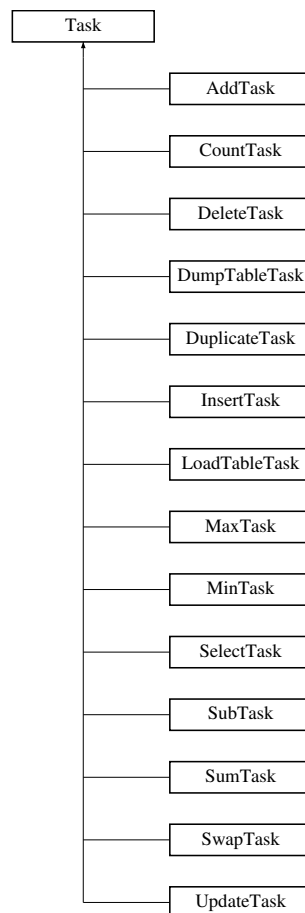 Task
AddTask
CountTask
DeleteTask
DumpTableTask
DuplicateTask
InsertTask
LoadTableTask
MaxTask
MinTask
SelectTask
SubTask
SumTask
SwapTask
UpdateTask